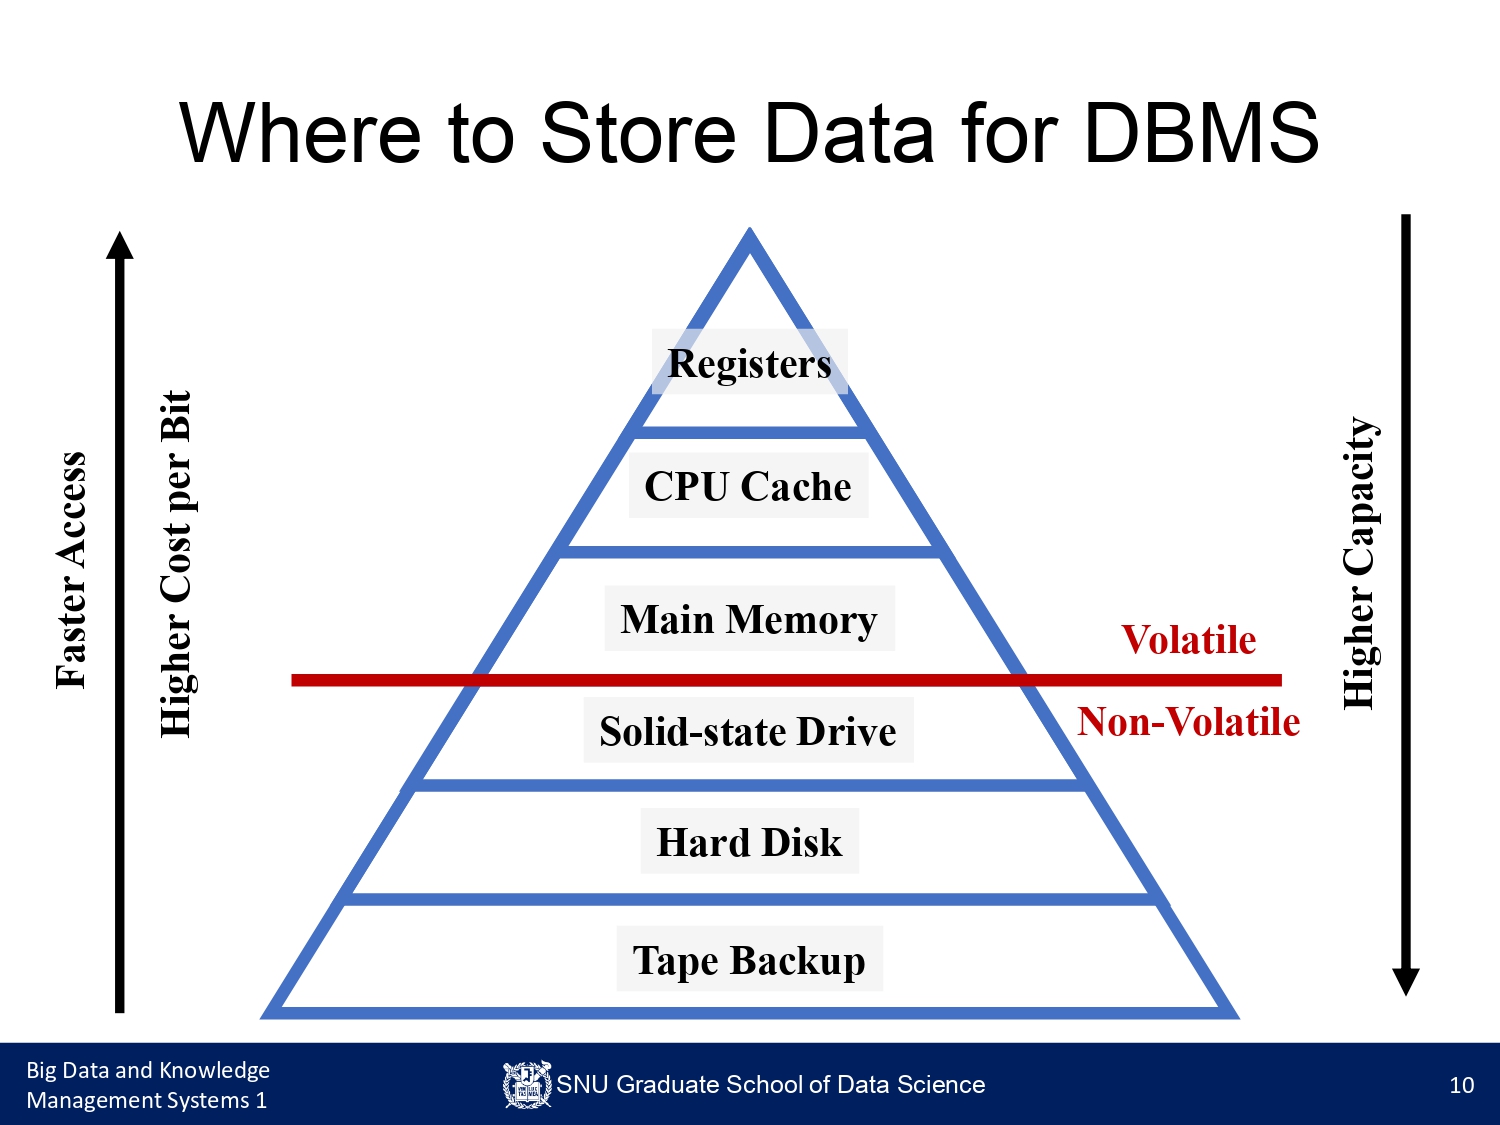 Where to Store Data for DBMS
Faster Access
Higher Cost per Bit
Registers
CPU Cache
Main Memory
Volatile
Non-Volatile
Solid-state Drive
Hard Disk
Tape Backup
Higher Capacity
Big Data and Knowledge
Management Systems 1
SNU Graduate School of Data Science
10